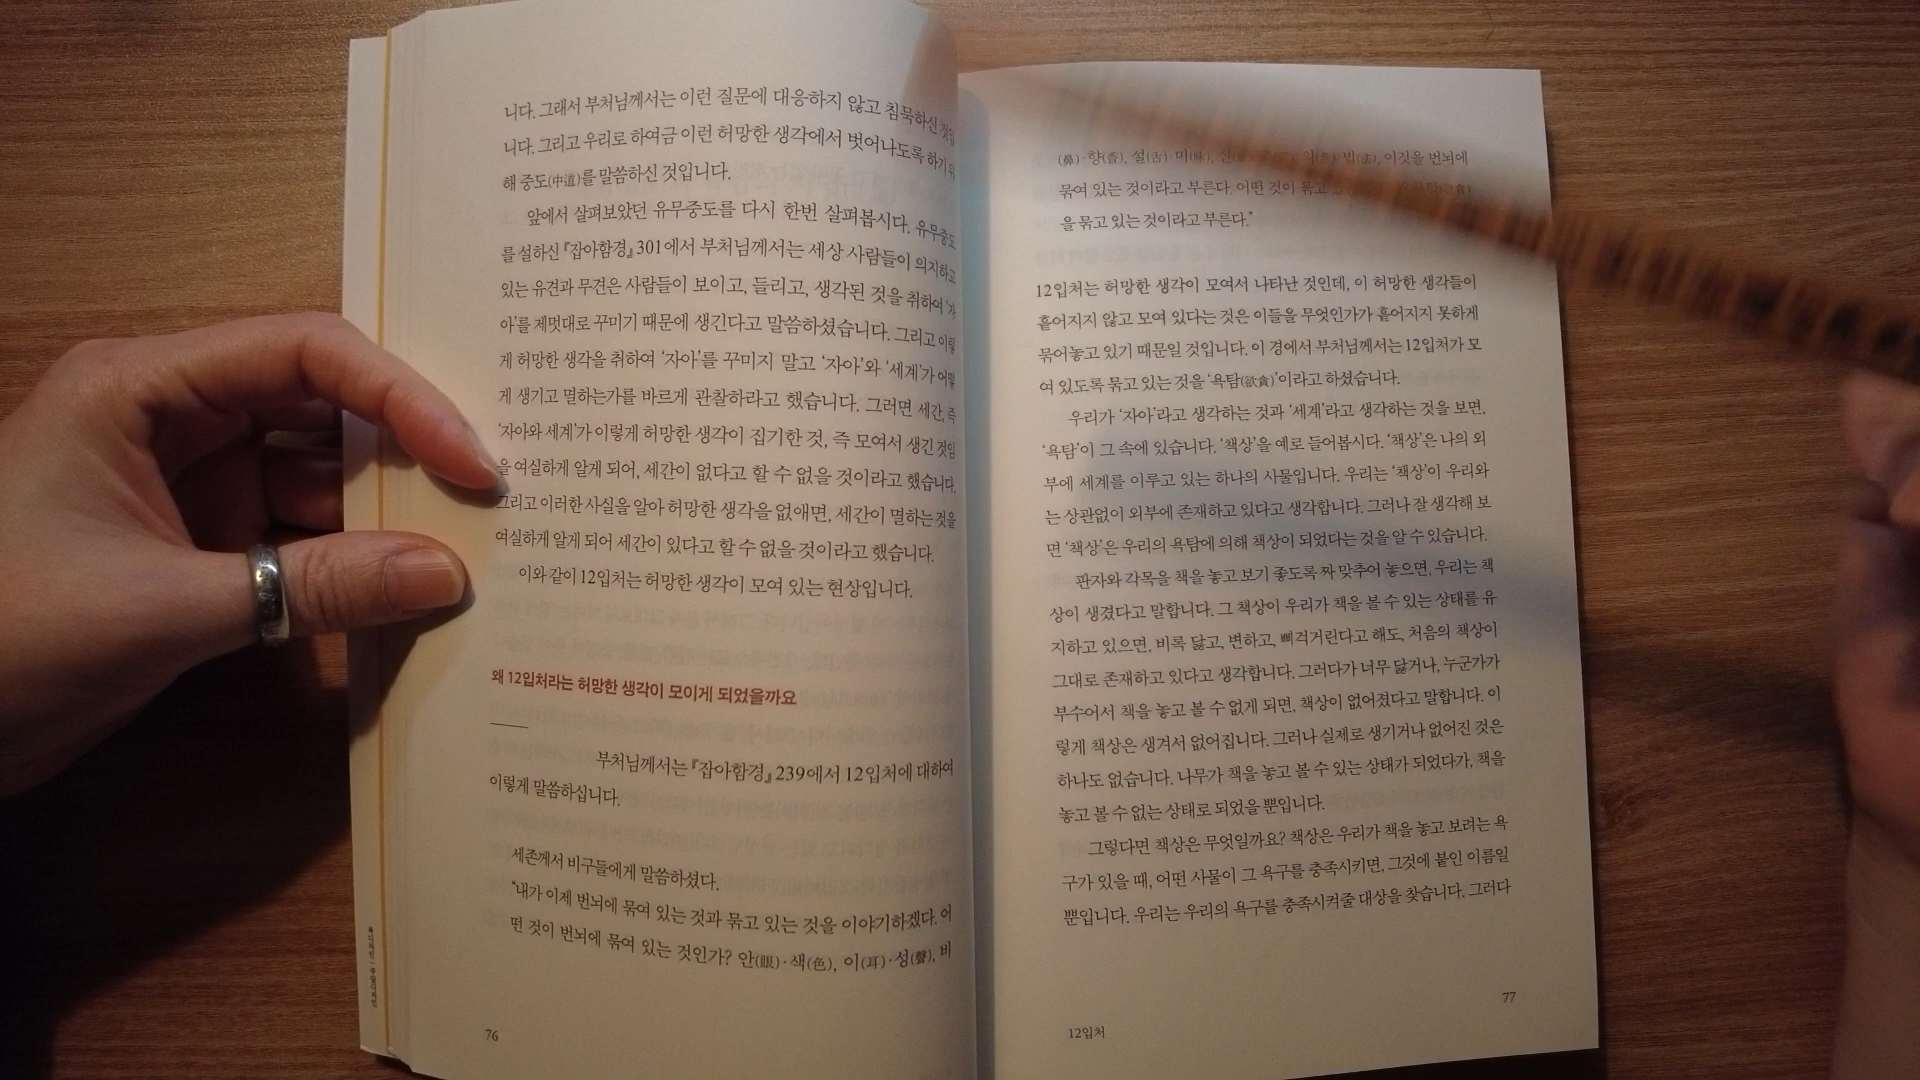 니다. 그래서 부처님께서는 이런 질문에 대응하지 않고 침묵하신 것입
니다. 그리고 우리로 하여금 이런 허망한 생각에서 벗어나도록 하기 위
해 중도(中道)를 말씀하신 것입니다.
앞에서 살펴보았던 유무중도를 다시 한번 살펴봅시다. 유무중도
를 설하신 『잡아함경』 301에서 부처님께서는 세상 사람들이 의지하고
있는 유견과 무견은 사람들이 보이고, 들리고, 생각된 것을 취하여 ‘자
아’를 제멋대로 꾸미기 때문에 생긴다고 말씀하셨습니다. 그리고 이렇
게 허망한 생각을 취하여 ‘자아’를 꾸미지 말고 ‘자아’와 ‘세계’가 어떻
게 생기고 멸하는가를 바르게 관찰하라고 했습니다. 그러면 세간, 즉
‘자아와 세계’가 이렇게 허망한 생각이 집기한 것, 즉 모여서 생긴 것임
을 여실하게 알게 되어, 세간이 없다고 할 수 없을 것이라고 했습니다.
그리고 이러한 사실을 알아 허망한 생각을 없애면, 세간이 멸하는 것을
여실하게 알게 되어 세간이 있다고 할 수 없을 것이라고 했습니다.
이와 같이 12입처는 허망한 생각이 모여 있는 현상입니다.
왜 12입처라는 허망한 생각이 모이게 되었을까요
부처님께서는 『잡아함경』 239에서 12입처에 대하여
이렇게 말씀하십니다.
세존께서 비구들에게 말씀하셨다.
“내가 이제 번뇌에 묶여 있는 것과 묶고 있는 것을 이야기하겠다. 어
떤 것이 번뇌에 묶여 있는 것인가? 안(眼)·색(色), 이(耳)·성(聲), 비
76
(鼻)·향(香), 설(舌)·미(味), 이것을 번뇌에
묶여 있는 것이라고 부른다. 어떤 것이 묶고
을 묶고 있는 것이라고 부른다.”
12입처는 허망한 생각이 모여서 나타난 것인데, 이 허망한 생각들이
흩어지지 않고 모여 있다는 것은 이들을 무엇인가가 흩어지지 못하게
묶어놓고 있기 때문일 것입니다. 이 경에서 부처님께서는 12입처가 모
여 있도록 묶고 있는 것을 ‘욕탐(欲貪)’이라고 하셨습니다.
우리가 ‘자아’라고 생각하는 것과 ‘세계’라고 생각하는 것을 보면,
‘욕탐’이 그 속에 있습니다. ‘책상’을 예로 들어봅시다. ‘책상’은 나의 외
부에 세계를 이루고 있는 하나의 사물입니다. 우리는 ‘책상’이 우리와
는 상관없이 외부에 존재하고 있다고 생각합니다. 그러나 잘 생각해 보
면 ‘책상’은 우리의 욕탐에 의해 책상이 되었다는 것을 알 수 있습니다.
판자와 각목을 책을 놓고 보기 좋도록 짜 맞추어 놓으면, 우리는 책
상이 생겼다고 말합니다. 그 책상이 우리가 책을 볼 수 있는 상태를 유
지하고 있으면, 비록 닳고, 변하고, 삐걱거린다고 해도, 처음의 책상이
그대로 존재하고 있다고 생각합니다. 그러다가 너무 닳거나, 누군가가
부수어서 책을 놓고 볼 수 없게 되면, 책상이 없어졌다고 말합니다. 이
렇게 책상은 생겨서 없어집니다. 그러나 실제로 생기거나 없어진 것은
하나도 없습니다. 나무가 책을 놓고 볼 수 있는 상태가 되었다가, 책을
놓고 볼 수 없는 상태로 되었을 뿐입니다.
그렇다면 책상은 무엇일까요? 책상은 우리가 책을 놓고 보려는 욕
구가 있을 때, 어떤 사물이 그 욕구를 충족시키면, 그것에 붙인 이름일
뿐입니다. 우리는 우리의 욕구를 충족시켜줄 대상을 찾습니다. 그러다
77
12입처